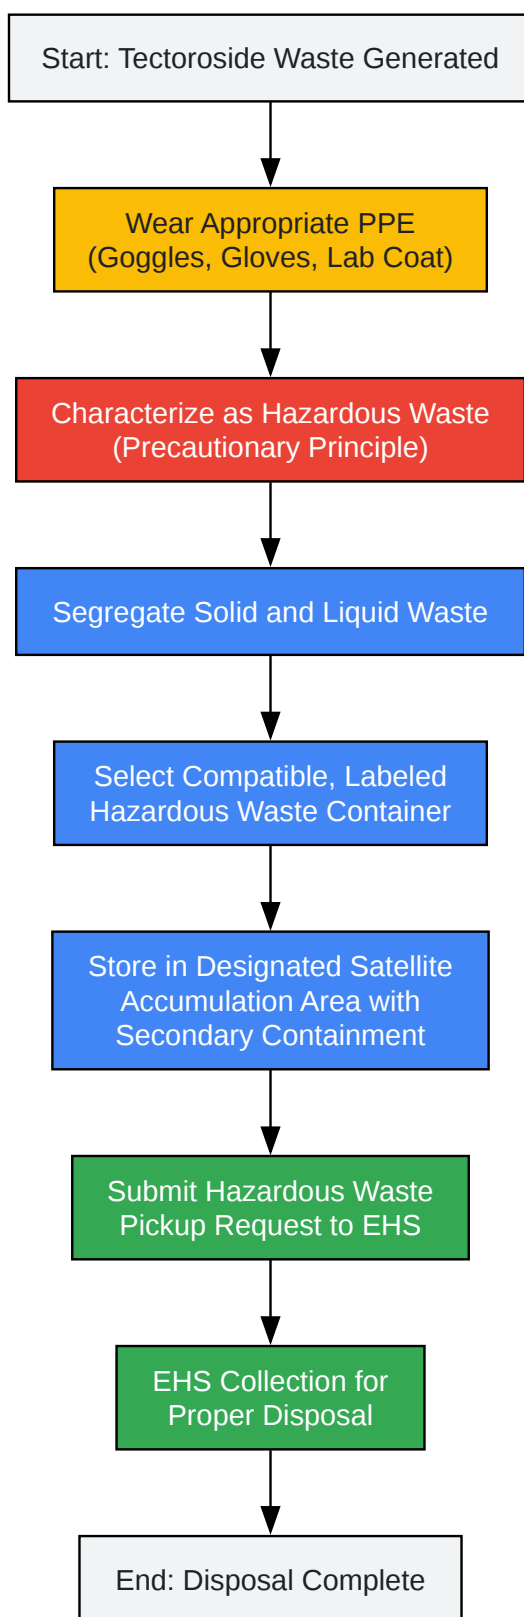 Start: Tectoroside Waste Generated
Wear Appropriate PPE
(Goggles, Gloves, Lab Coat)
Characterize as Hazardous Waste
(Precautionary Principle)
Segregate Solid and Liquid Waste
Select Compatible, Labeled
Hazardous Waste Container
Store in Designated Satellite
Accumulation Area with
Secondary Containment
Submit Hazardous Waste
Pickup Request to EHS
EHS Collection for
Proper Disposal
End: Disposal Complete